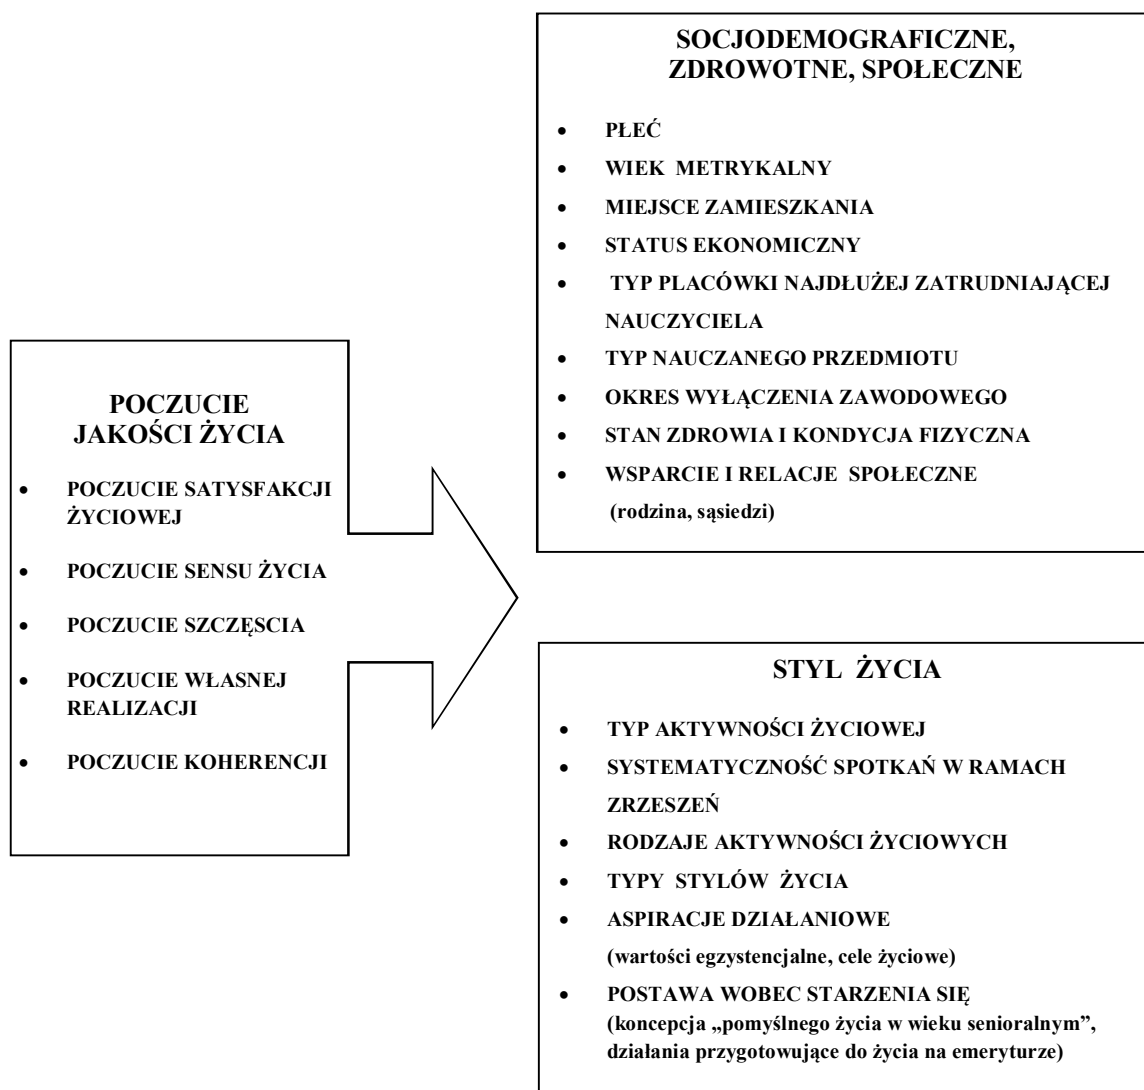 SOCJODEMOGRAFICZNE,
ZDROWOTNE, SPOŁECZNE
• PŁEĆ
• WIEK METRYKALNY
• MIEJSCE ZAMIESZKANIA
• STATUS EKONOMICZNY
• TYP PLACÓWKI NAJDŁUŻEJ ZATRUDNIAJĄCEJ
NAUCZYCIELA
• TYP NAUCZANEGO PRZEDMIOTU
• OKRES WYŁĄCZENIA ZAWODOWEGO
• STAN ZDROWIA I KONDYCJA FIZYCZNA
• WSPARCIE I RELACJE SPOŁECZNE
(rodzina, sąsiedzi)
POCZUCIE
JAKOŚCI ŻYCIA
• POCZUCIE SATYSFAKCJI
ŻYCIOWEJ
• POCZUCIE SENSU ŻYCIA
• POCZUCIE SZCZĘSCIA
• POCZUCIE WŁASNEJ
REALIZACJI
• POCZUCIE KOHERENCJI
STYL ŻYCIA
• TYP AKTYWNOŚCI ŻYCIOWEJ
• SYSTEMATYCZNOŚĆ SPOTKAŃ W RAMACH
ZRZESZEŃ
• RODZAJE AKTYWNOŚCI ŻYCIOWYCH
• TYPY STYLÓW ŻYCIA
• ASPIRACJE DZIAŁANIOWE
(wartości egzystencjalne, cele życiowe)
• POSTAWA WOBEC STARZENIA SIĘ
(koncepcja „pomyślnego życia w wieku senioralnym”,
działania przygotowujące do życia na emeryturze)